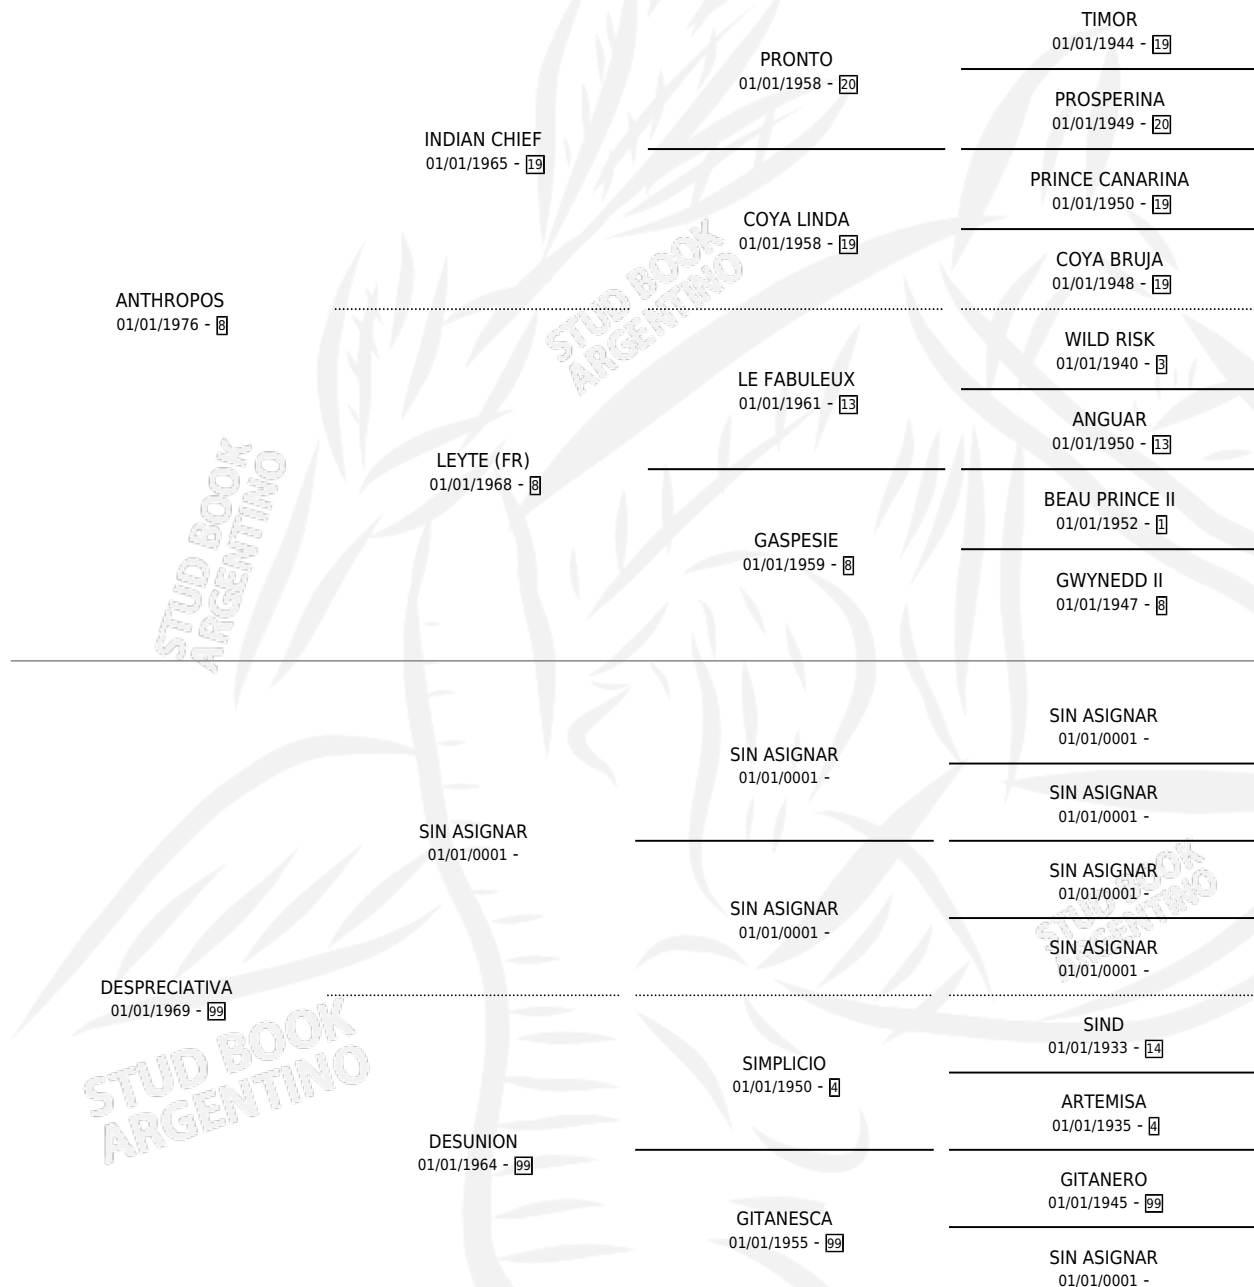 TIMOR
01/01/1944 - 19
PRONTO
01/01/1958 - 20
PROSPERINA
01/01/1949 - 20
INDIAN CHIEF
01/01/1965 - 19
PRINCE CANARINA
01/01/1950 - 19
COYA LINDA
01/01/1958 - 19
COYA BRUJA
01/01/1948 - 19
ANTHROPOS
01/01/1976 - 8
WILD RISK
01/01/1940 - 3
LE FABULEUX
01/01/1961 - 13
ANGUAR
01/01/1950 - 13
LEYTE (FR)
01/01/1968 - 8
BEAU PRINCE II
01/01/1952 - 1
GASPESIE
01/01/1959 - 8
GWYNEDD II
01/01/1947 - 8
SIN ASIGNAR
01/01/0001 -
SIN ASIGNAR
01/01/0001 -
SIN ASIGNAR
01/01/0001 -
SIN ASIGNAR
01/01/0001 -
SIN ASIGNAR
01/01/0001 -
SIN ASIGNAR
01/01/0001 -
SIN ASIGNAR
01/01/0001 -
DESPRECIATIVA
01/01/1969 - 99
SIND
01/01/1933 - 14
SIMPLICIO
01/01/1950 - 4
ARTEMISA
01/01/1935 - 4
DESUNION
01/01/1964 - 99
GITANERO
01/01/1945 - 99
GITANESCA
01/01/1955 - 99
SIN ASIGNAR
01/01/0001 -
STUD BOOK
ARGENTINO
STUD BOOK
ARGENTINO
STUD BOOK
ARGENTINO
STUD BOOK
ARGENTINO